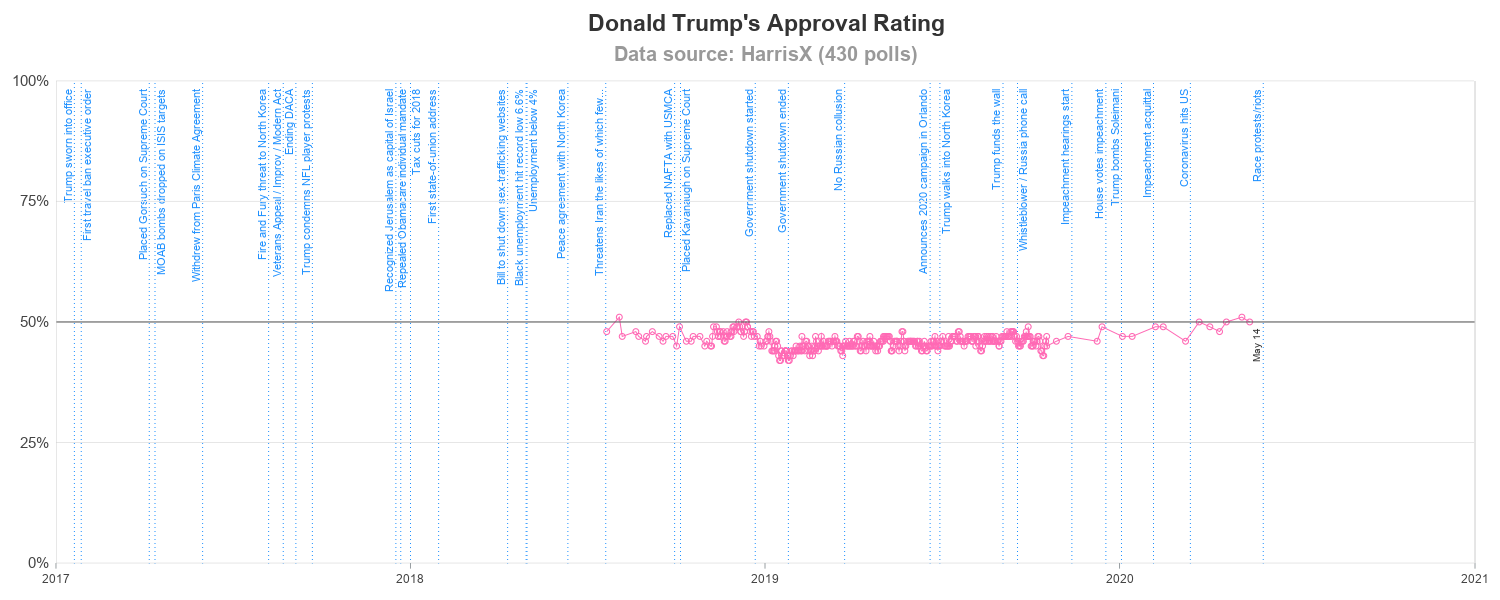 Donald Trump's Approval Rating
Data source: HarrisX (430 polls)
100%
75%
50%
25%
0%
Trump sworn into office
First travel ban executive order
Placed Gorsuch on Supreme Court
MOAB bombs dropped on ISIS targets
Withdrew from Paris Climate Agreement
Fire and Fury threat to North Korea
Veterans Appeal / Improv / Modern Act
Ending DACA
Trump condemns NFL player protests
Recognized Jerusalem as capital of Israel
Repealed Obamacare individual mandate
Tax cuts for 2018
First state-of-union address
Bill to shut down sex-trafficking websites
Black unemployment hit record low 6.6%
Unemployment below 4%
Peace agreement with North Korea
Threatens Iran the likes of which few..
Replaced NAFTA with USMCA
Placed Kavanaugh on Supreme Court
Government shutdown started
Government shutdown ended
No Russian collusion
Announces 2020 campaign in Orlando
Trump walks into North Korea
Trump funds the wall
Whistleblower / Russia phone call
Impeachment hearings start
House votes impeachment
Trump bombs Soleimani
Impeachment acquittal
Coronavirus hits US
Race protests/riots
May 14
2017
2018
2019
2020
2021